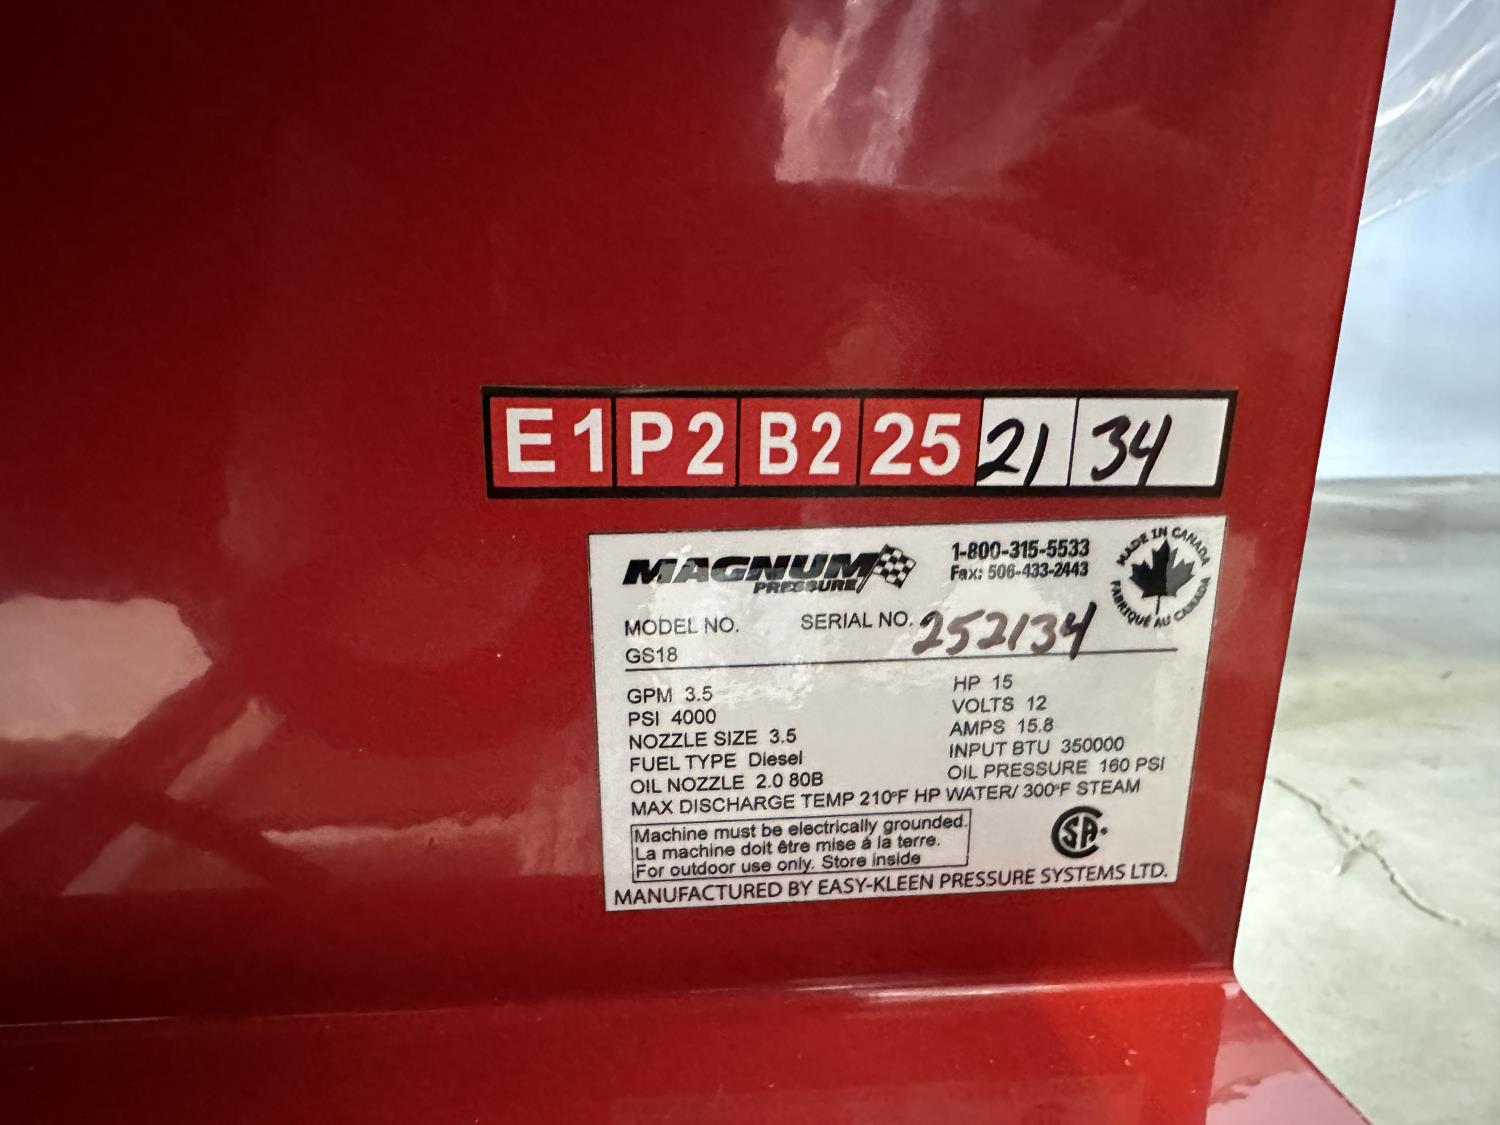 E1 P2 B2 25 21 34
MAGNUM
PRESSURE
1-800-315-5533
Fax: 506-433-2443
MADE IN CANADA
FABRIQUÉ AU CANADA
MODEL NO.
GS18
SERIAL NO. 252134
GPM 3.5
PSI 4000
NOZZLE SIZE 3.5
FUEL TYPE Diesel
OIL NOZZLE 2.0 80B
HP 15
VOLTS 12
AMPS 15.8
INPUT BTU 350000
OIL PRESSURE 160 PSI
MAX DISCHARGE TEMP 210°F HP WATER/ 300°F STEAM
Machine must be electrically grounded.
La machine doit être mise à la terre.
For outdoor use only. Store inside
SA
MANUFACTURED BY EASY-KLEEN PRESSURE SYSTEMS LTD.